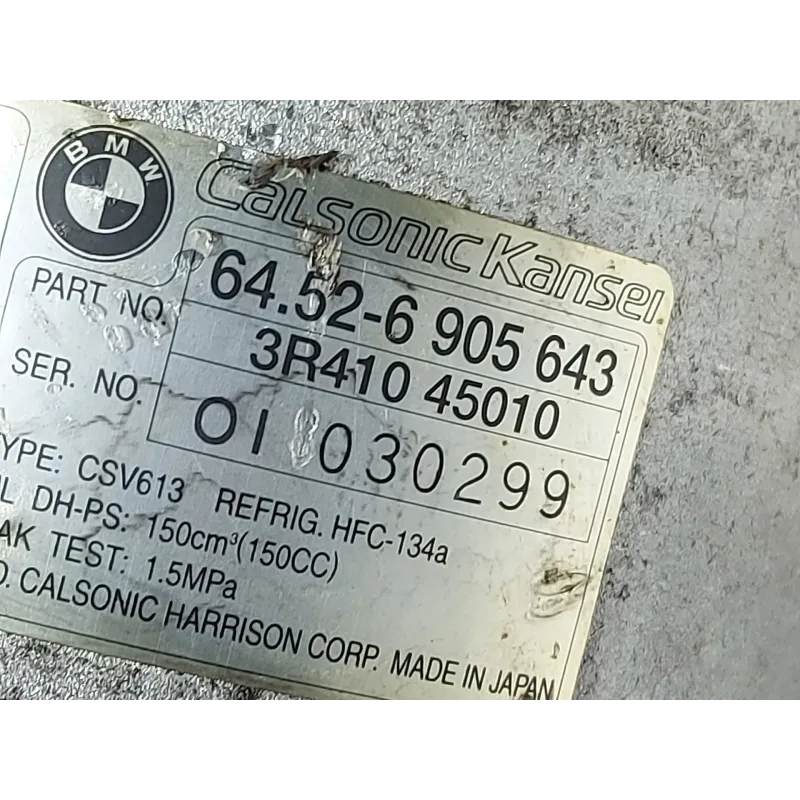 BMW
Calsonic Kansei
PART NO. 64.52-6 905 643
3R410 45010
SER. NO. 01 030299
YPE: CSV613 REFRIG. HFC-134a
L DH-PS: 150cm³(150CC)
AK TEST: 1.5MPa
D. CALSONIC HARRISON CORP. MADE IN JAPAN